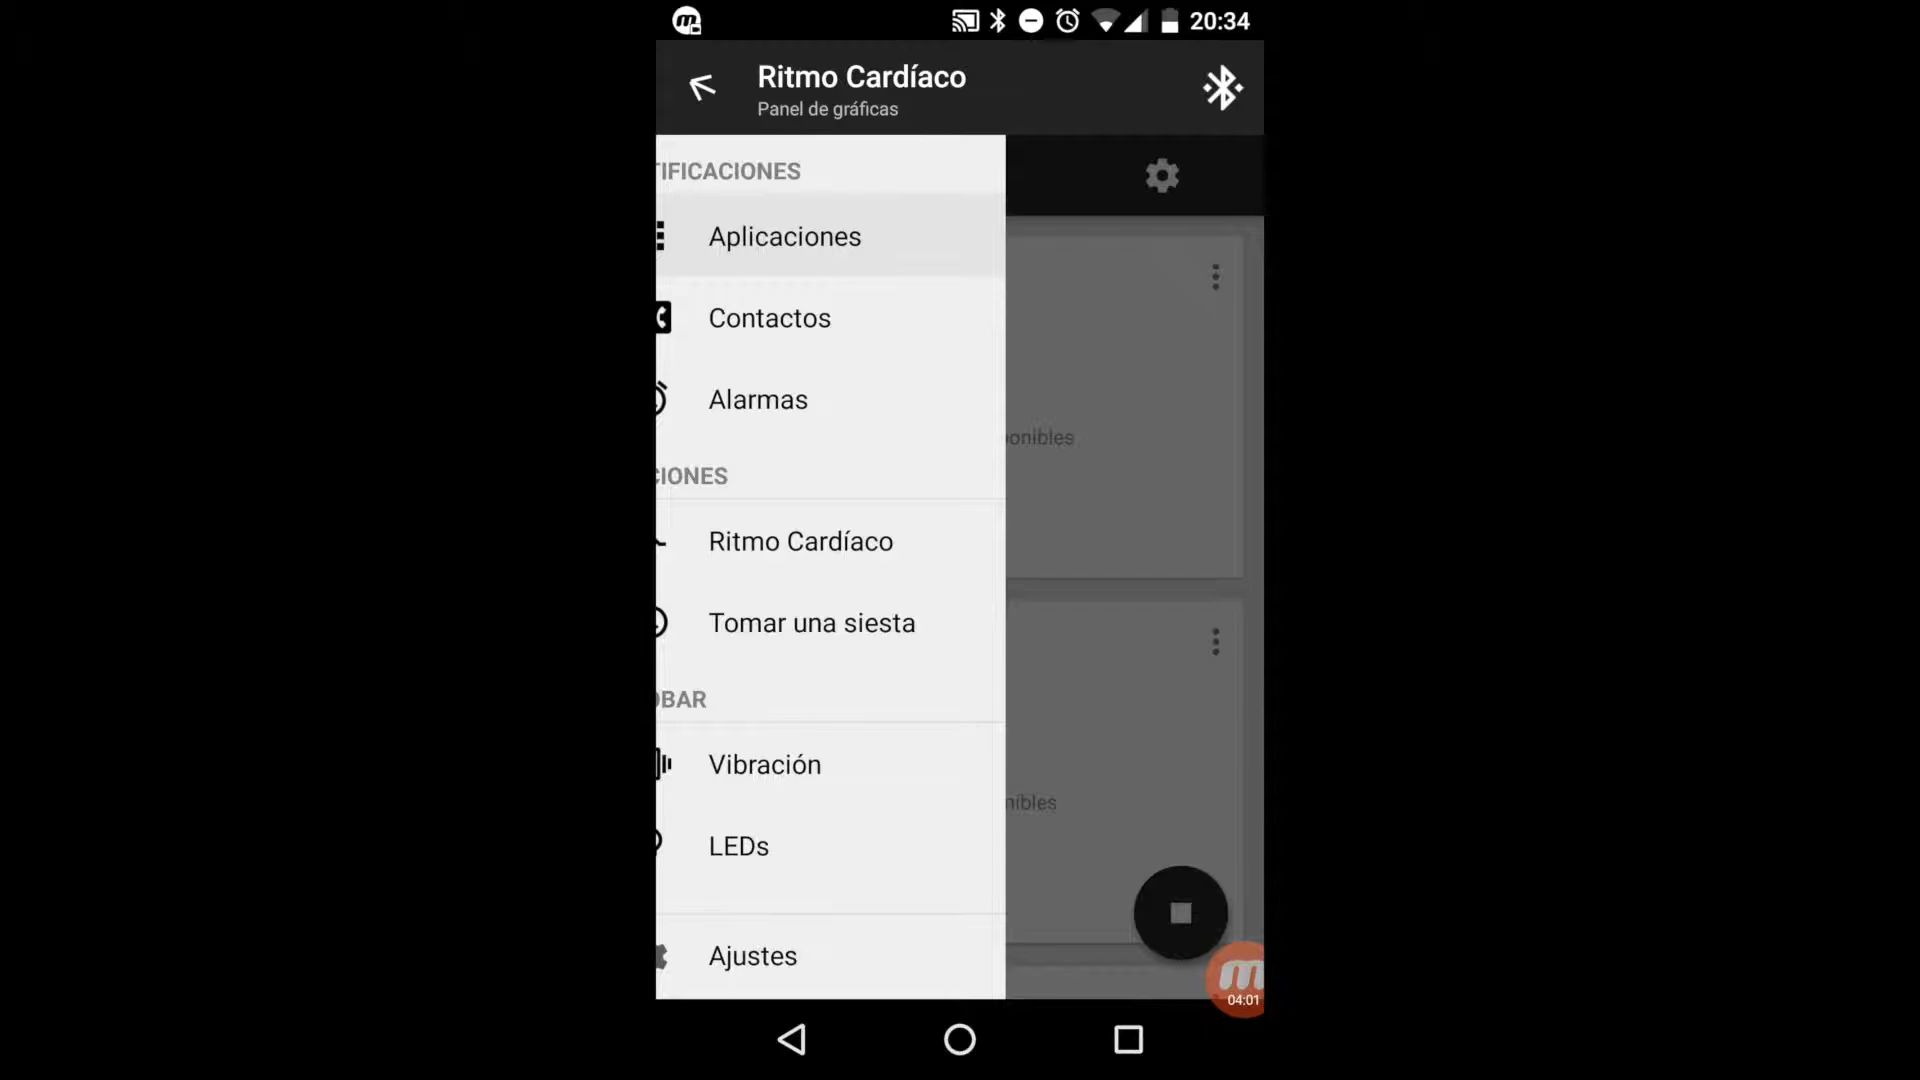 20:34
Ritmo Cardíaco
Panel de gráficas
TIFICACIONES
Aplicaciones
Contactos
Alarmas
onibles
CIONES
Ritmo Cardíaco
Tomar una siesta
OBAR
Vibración
nibles
LEDs
Ajustes
04:01